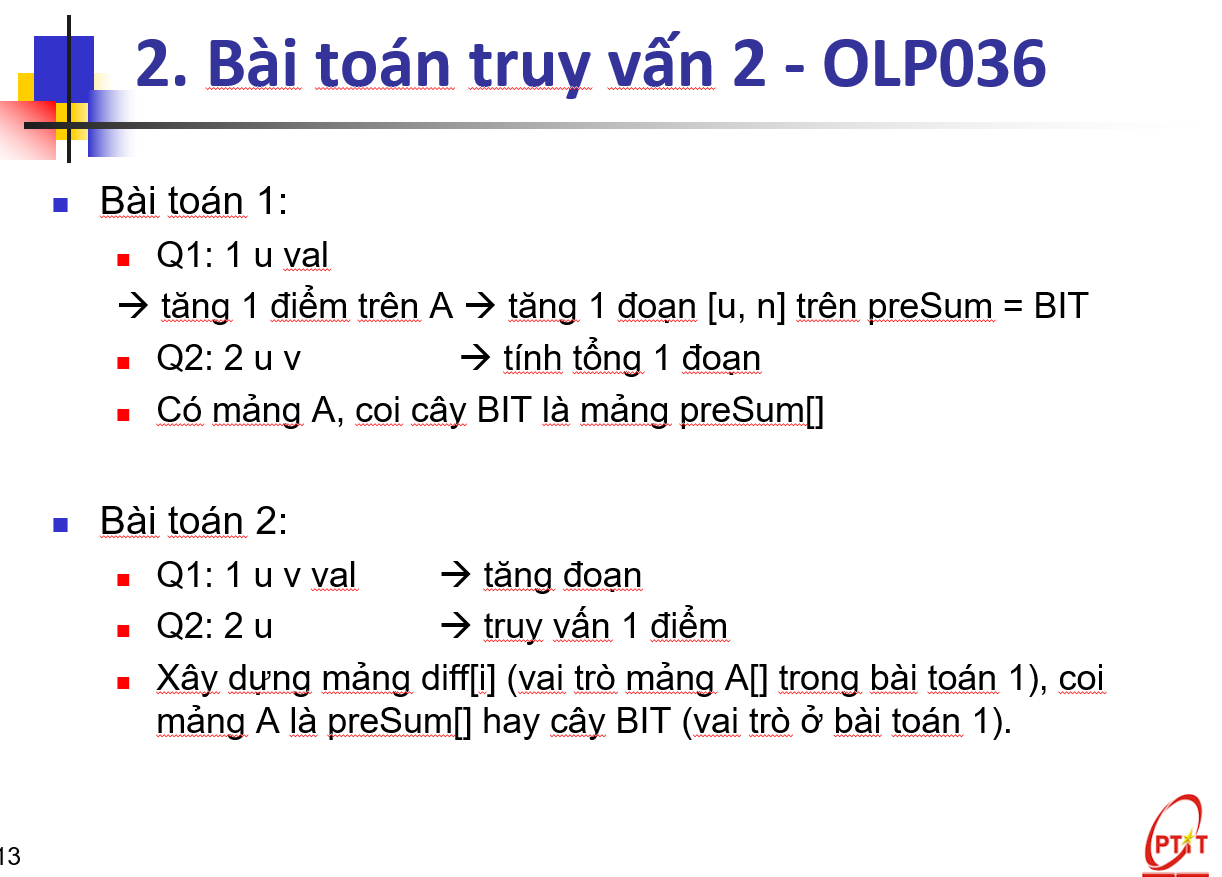 2. Bài toán truy vấn 2 - OLP036
Bài toán 1:
Q1: 1 u val
→ tăng 1 điểm trên A → tăng 1 đoạn [u, n] trên preSum = BIT
Q2: 2 u v → tính tổng 1 đoạn
Có mảng A, coi cây BIT là mảng preSum[]
Bài toán 2:
Q1: 1 u v val → tăng đoạn
Q2: 2 u → truy vấn 1 điểm
Xây dựng mảng diff[i] (vai trò mảng A[] trong bài toán 1), coi
mảng A là preSum[] hay cây BIT (vai trò ở bài toán 1).
13
PTIT